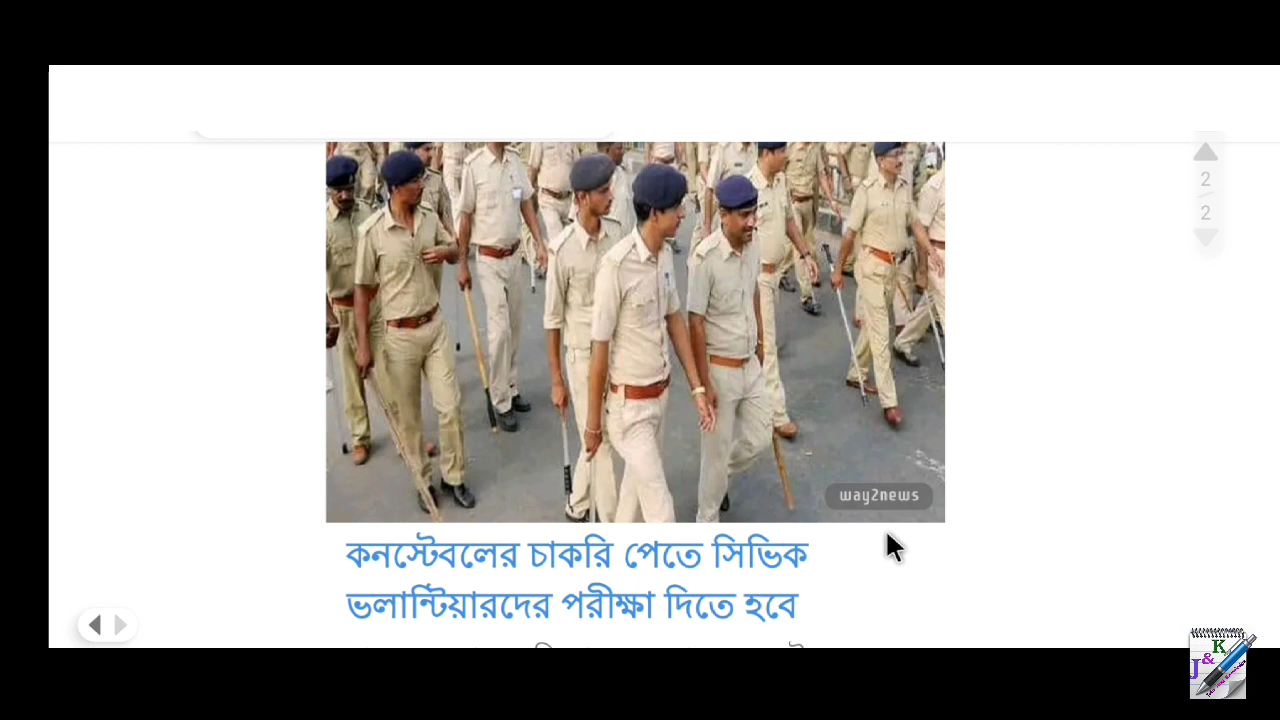 2
2
way2news
কনস্টেবলের চাকরি পেতে সিভিক
ভলান্টিয়ারদের পরীক্ষা দিতে হবে
J&K